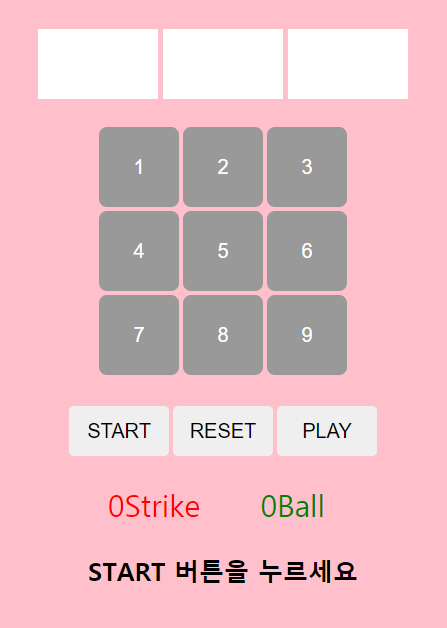 1 2 3
4 5 6
7 8 9
START RESET PLAY
0Strike 0Ball
START 버튼을 누르세요